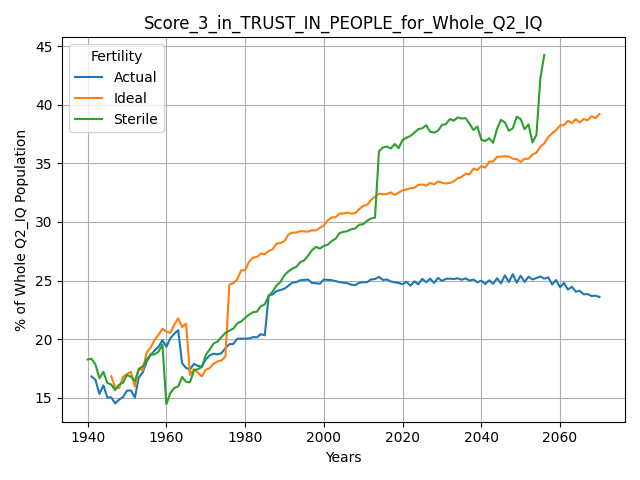 Score_3_in_TRUST_IN_PEOPLE_for_Whole_Q2_IQ
Fertility
Actual
Ideal
Sterile
% of Whole Q2_IQ Population
45
40
35
30
25
20
15
1940 1960 1980 2000 2020 2040 2060
Years